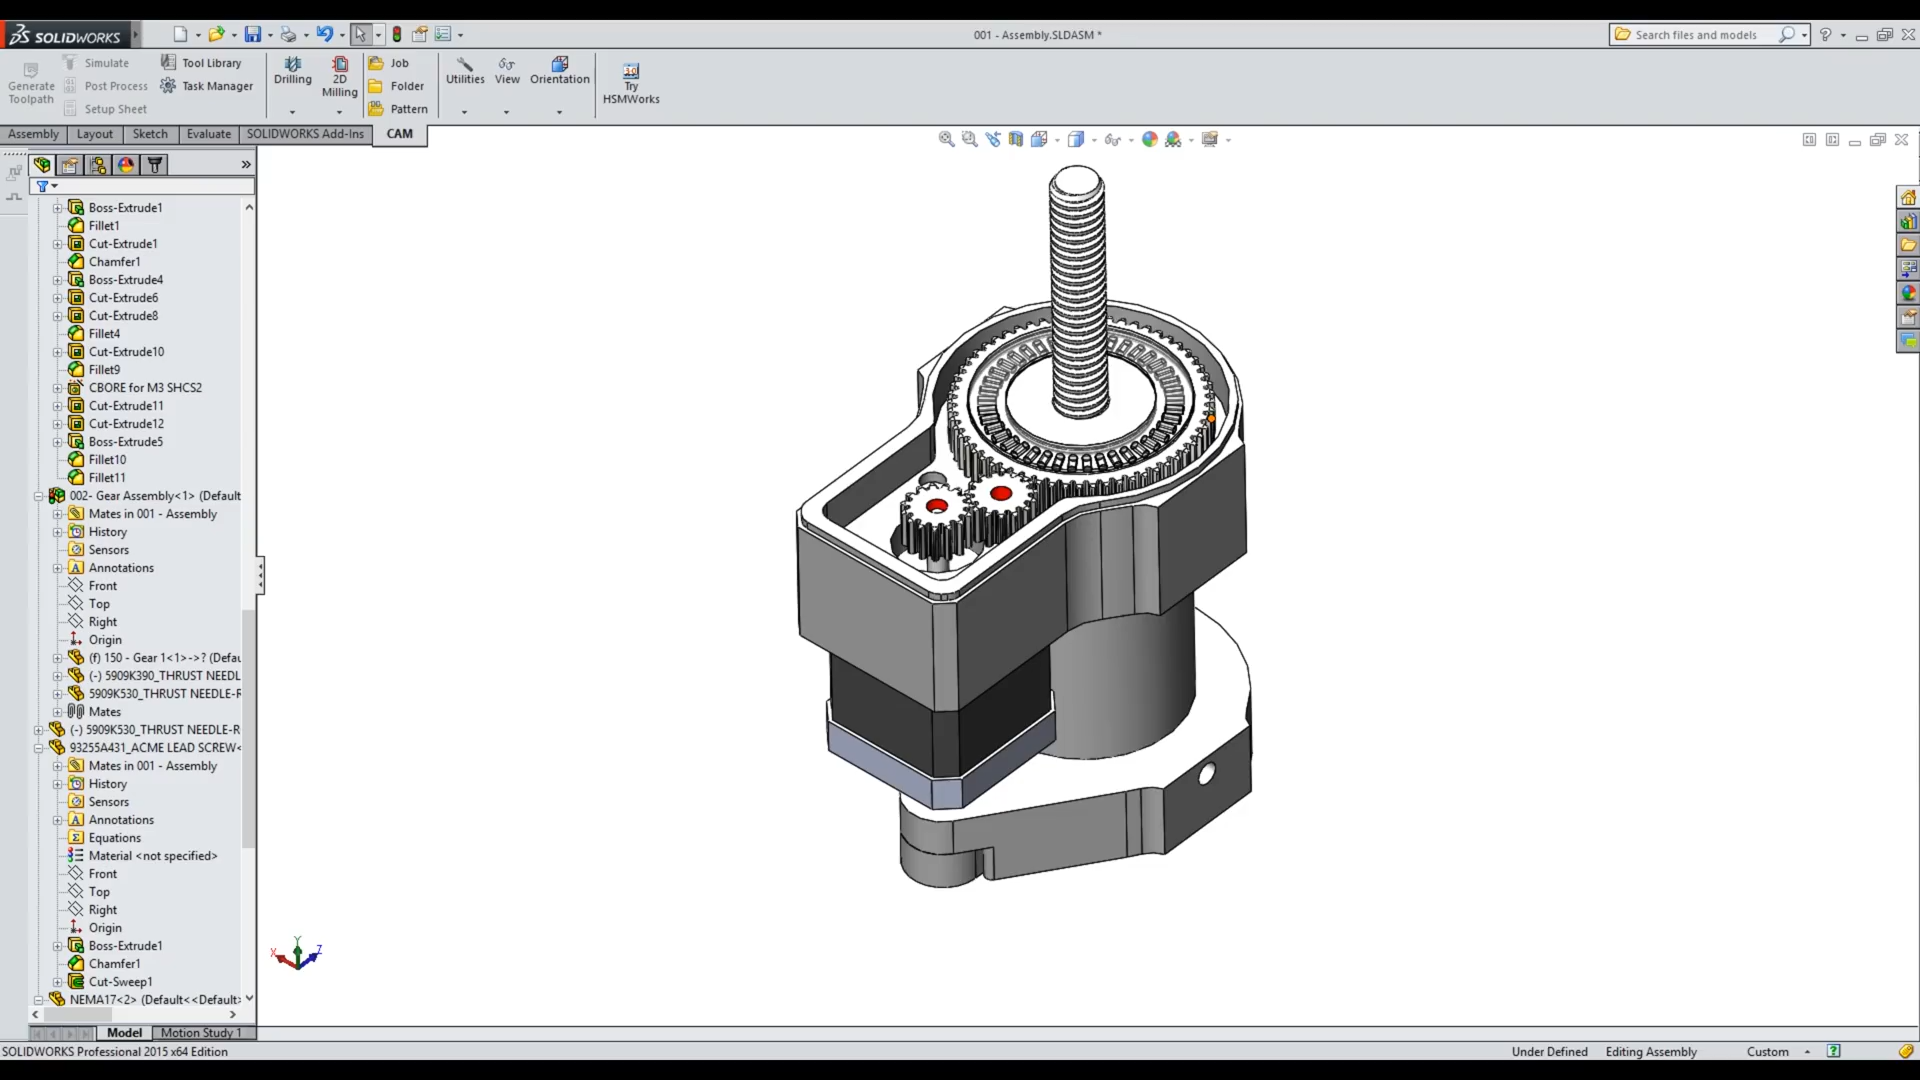 SOLIDWORKS
001 - Assembly.SLDASM *
Search files and models
Generate Toolpath
Simulate
Post Process
Setup Sheet
Tool Library
Task Manager
Drilling
2D Milling
Job
Folder
Pattern
Utilities
View
Orientation
Try HSMWorks
Assembly
Layout
Sketch
Evaluate
SOLIDWORKS Add-Ins
CAM
Boss-Extrude1
Fillet1
Cut-Extrude1
Chamfer1
Boss-Extrude4
Cut-Extrude6
Cut-Extrude8
Fillet4
Cut-Extrude10
Fillet9
CBORE for M3 SHCS2
Cut-Extrude11
Cut-Extrude12
Boss-Extrude5
Fillet10
Fillet11
002- Gear Assembly<1> (Default
Mates in 001 - Assembly
History
Sensors
Annotations
Front
Top
Right
Origin
(f) 150 - Gear 1<1>->? (Defau
(-) 5909K390_THRUST NEEDL
5909K530_THRUST NEEDLE-R
Mates
(-) 5909K530_THRUST NEEDLE-R
93255A431_ACME LEAD SCREW<
Mates in 001 - Assembly
History
Sensors
Annotations
Equations
Material <not specified>
Front
Top
Right
Origin
Boss-Extrude1
Chamfer1
Cut-Sweep1
NEMA17<2> (Default<<Default>
X
Y
Z
Model
Motion Study 1
SOLIDWORKS Professional 2015 x64 Edition
Under Defined
Editing Assembly
Custom